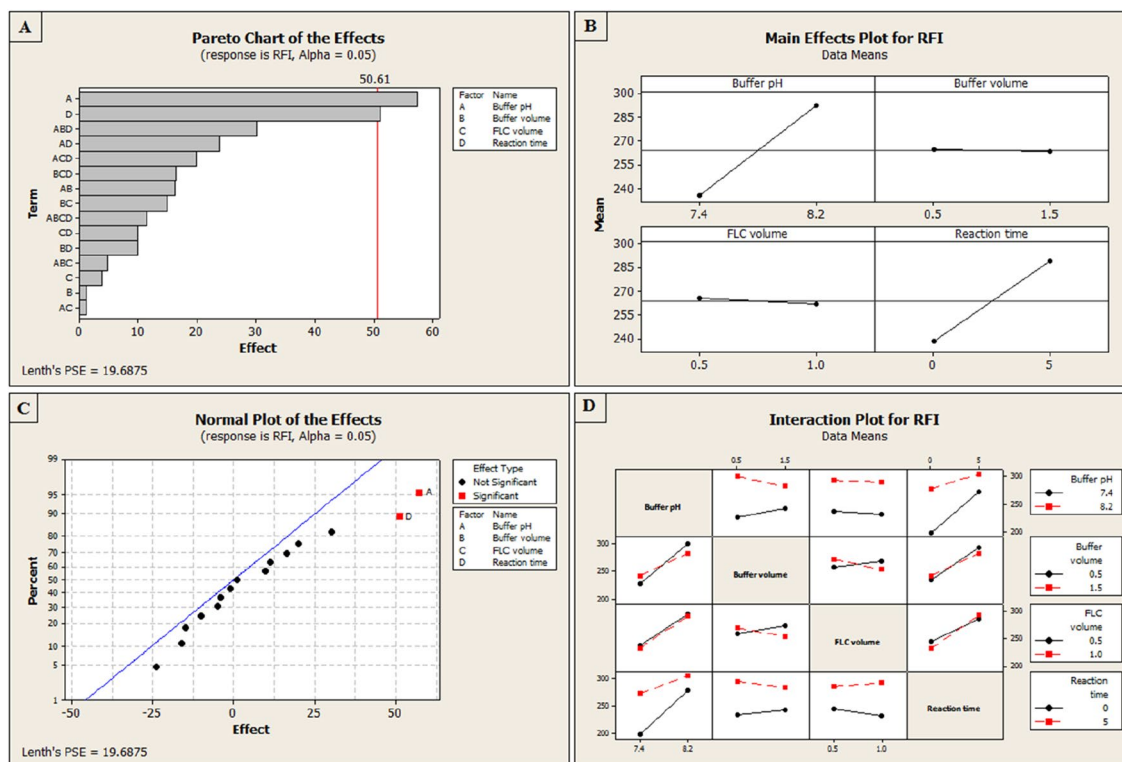 A
Pareto Chart of the Effects
(response is RFI, Alpha = 0.05)
50.61
Factor Name
A Buffer pH
B Buffer volume
C FLC volume
D Reaction time
Term
A
D
ABD
AD
ACD
BCD
AB
BC
ABCD
CD
BD
ABC
C
B
AC
0 10 20 30 40 50 60
Effect
Lenth's PSE = 19.6875
B
Main Effects Plot for RFI
Data Means
Buffer pH Buffer volume
300
285
270
255
240
7.4 8.2 0.5 1.5
Mean
FLC volume Reaction time
300
285
270
255
240
0.5 1.0 0 5
C
Normal Plot of the Effects
(response is RFI, Alpha = 0.05)
Percent
99
95
90
80
70
60
50
40
30
20
10
5
1
-50 -25 0 25 50
Effect
Effect Type
Not Significant
Significant
Factor Name
A Buffer pH
B Buffer volume
C FLC volume
D Reaction time
A
D
Lenth's PSE = 19.6875
D
Interaction Plot for RFI
Data Means
0.5 1.5 0 5
Buffer pH
300
250
200
Buffer pH
7.4
8.2
300
250
200
Buffer volume
Buffer volume
0.5
1.5
FLC volume
300
250
200
FLC volume
0.5
1.0
300
250
200
Reaction time
Reaction time
0
5
7.4 8.2 0.5 1.0